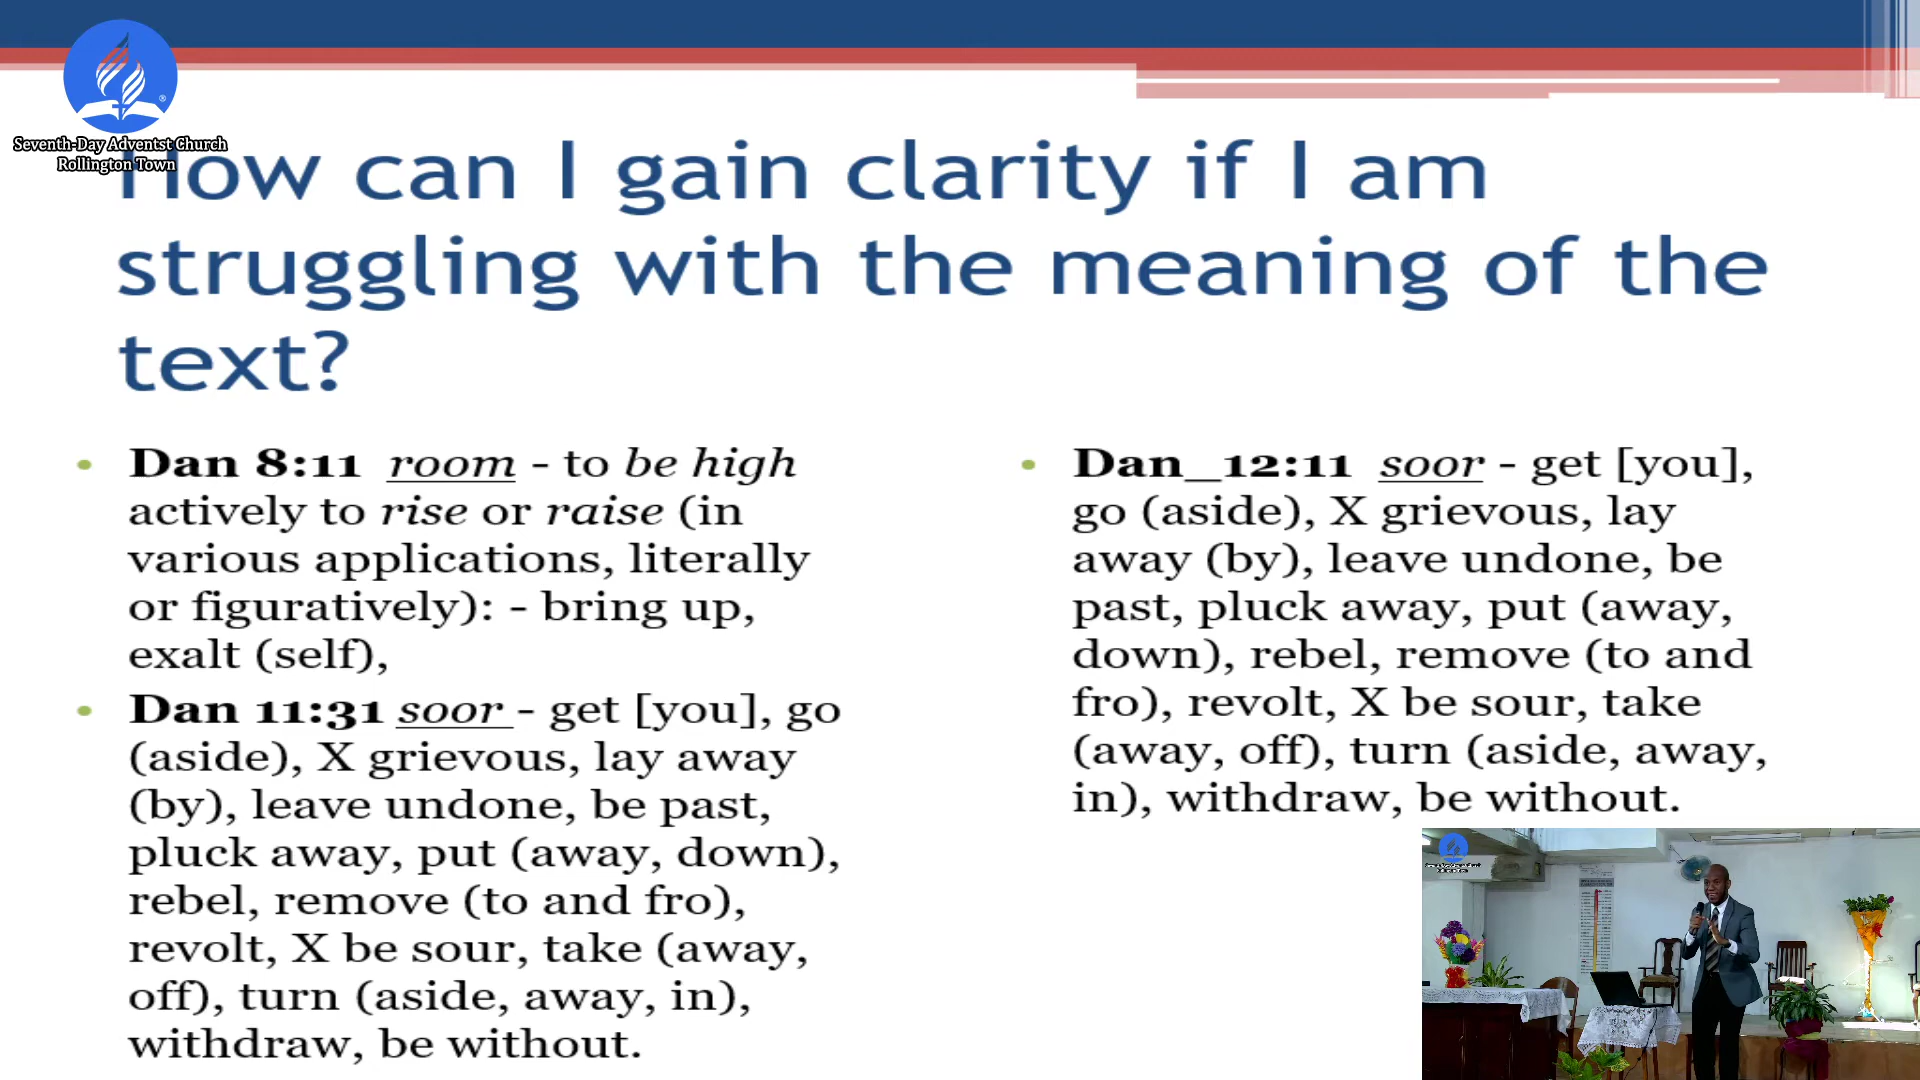 Seventh-Day Adventst Church
Rollington Town
How can I gain clarity if I am
struggling with the meaning of the
text?
• Dan 8:11 room - to be high
actively to rise or raise (in
various applications, literally
or figuratively): - bring up,
exalt (self),
• Dan 11:31 soor - get [you], go
(aside), X grievous, lay away
(by), leave undone, be past,
pluck away, put (away, down),
rebel, remove (to and fro),
revolt, X be sour, take (away,
off), turn (aside, away, in),
withdraw, be without.
• Dan_12:11 soor - get [you],
go (aside), X grievous, lay
away (by), leave undone, be
past, pluck away, put (away,
down), rebel, remove (to and
fro), revolt, X be sour, take
(away, off), turn (aside, away,
in), withdraw, be without.